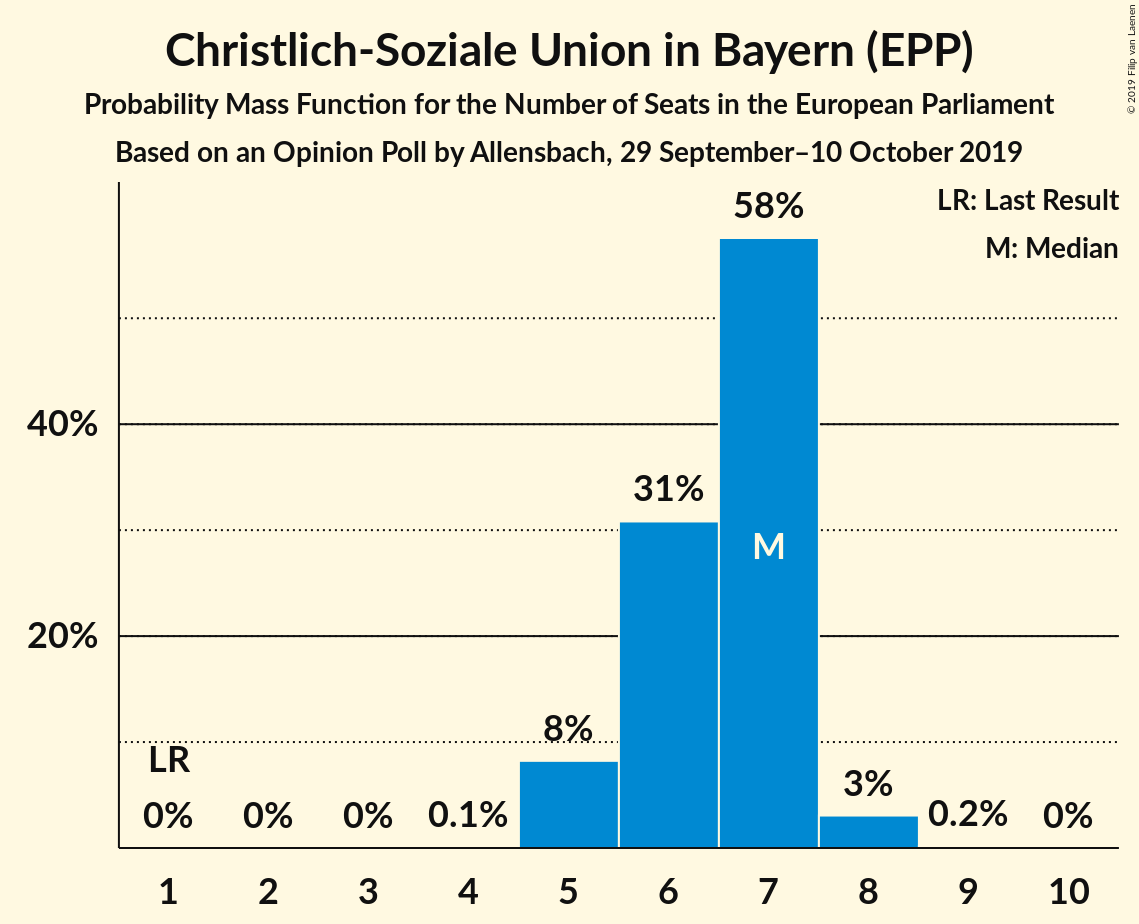 Christlich-Soziale Union in Bayern (EPP)
Probability Mass Function for the Number of Seats in the European Parliament
Based on an Opinion Poll by Allensbach, 29 September–10 October 2019
© 2019 Filip van Laenen
LR: Last Result
M: Median
58%
40%
31%
M
20%
8%
LR
3%
0% 0% 0% 0.1% 0.2% 0%
1 2 3 4 5 6 7 8 9 10